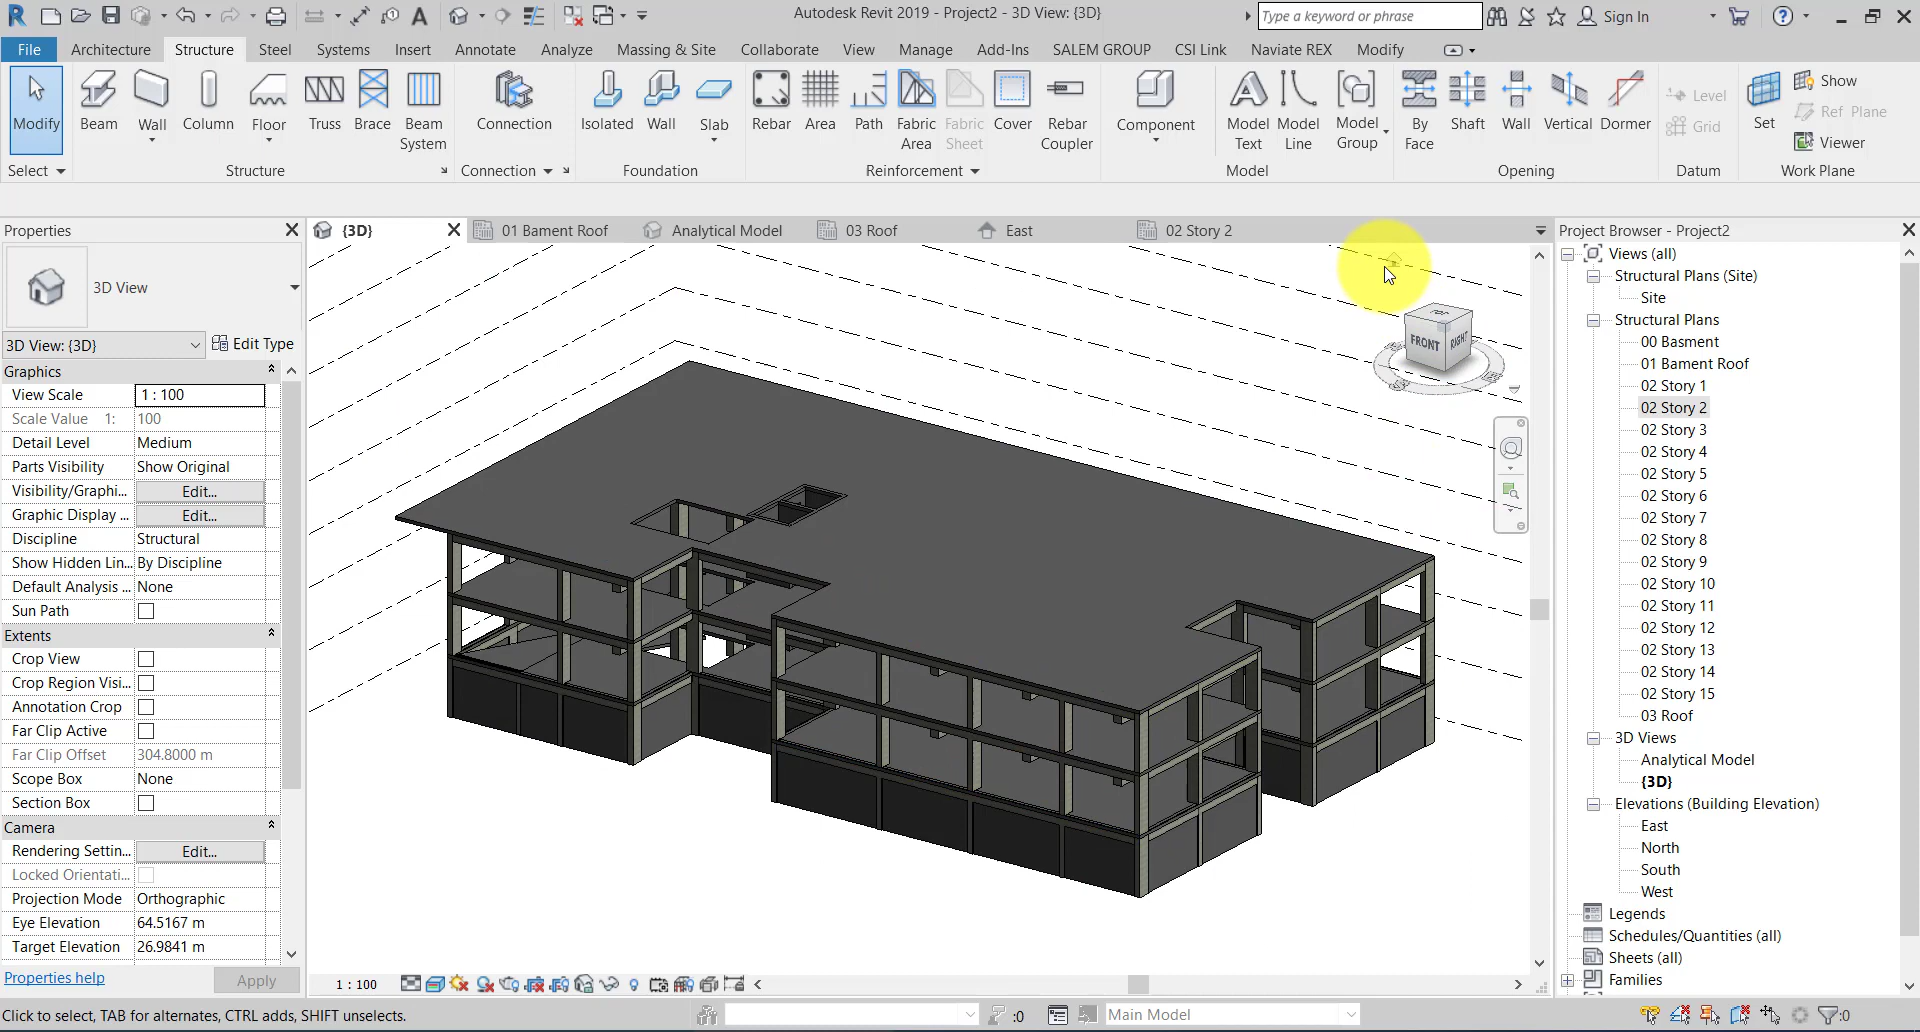 Autodesk Revit 2019 - Project2 - 3D View: {3D}
Type a keyword or phrase
Sign In
File Architecture Structure Steel Systems Insert Annotate Analyze Massing & Site Collaborate View Manage Add-Ins SALEM GROUP CSI Link Naviate REX Modify
Modify
Beam
Wall
Column
Floor
Truss
Brace
Beam
System
Connection
Isolated
Wall
Slab
Rebar
Area
Path
Fabric
Area
Fabric
Sheet
Cover
Rebar
Coupler
Component
Model
Text
Model
Line
Model
Group
By
Face
Shaft
Wall
Vertical
Dormer
Level
Grid
Set
Show
Ref Plane
Viewer
Select
Structure
Connection
Foundation
Reinforcement
Model
Opening
Datum
Work Plane
Properties
3D View
3D View: {3D}
Edit Type
Graphics
View Scale 1 : 100
Scale Value 1: 100
Detail Level Medium
Parts Visibility Show Original
Visibility/Graphi... Edit...
Graphic Display ... Edit...
Discipline Structural
Show Hidden Lin... By Discipline
Default Analysis ... None
Sun Path
Extents
Crop View
Crop Region Visi...
Annotation Crop
Far Clip Active
Far Clip Offset 304.8000 m
Scope Box None
Section Box
Camera
Rendering Settin... Edit...
Locked Orientati...
Projection Mode Orthographic
Eye Elevation 64.5167 m
Target Elevation 26.9841 m
Properties help
Apply
{3D}
01 Bament Roof
Analytical Model
03 Roof
East
02 Story 2
TOP
FRONT
RIGHT
1 : 100
Project Browser - Project2
Views (all)
Structural Plans (Site)
Site
Structural Plans
00 Basment
01 Bament Roof
02 Story 1
02 Story 2
02 Story 3
02 Story 4
02 Story 5
02 Story 6
02 Story 7
02 Story 8
02 Story 9
02 Story 10
02 Story 11
02 Story 12
02 Story 13
02 Story 14
02 Story 15
03 Roof
3D Views
Analytical Model
{3D}
Elevations (Building Elevation)
East
North
South
West
Legends
Schedules/Quantities (all)
Sheets (all)
Families
Click to select, TAB for alternates, CTRL adds, SHIFT unselects.
:0
Main Model
:0